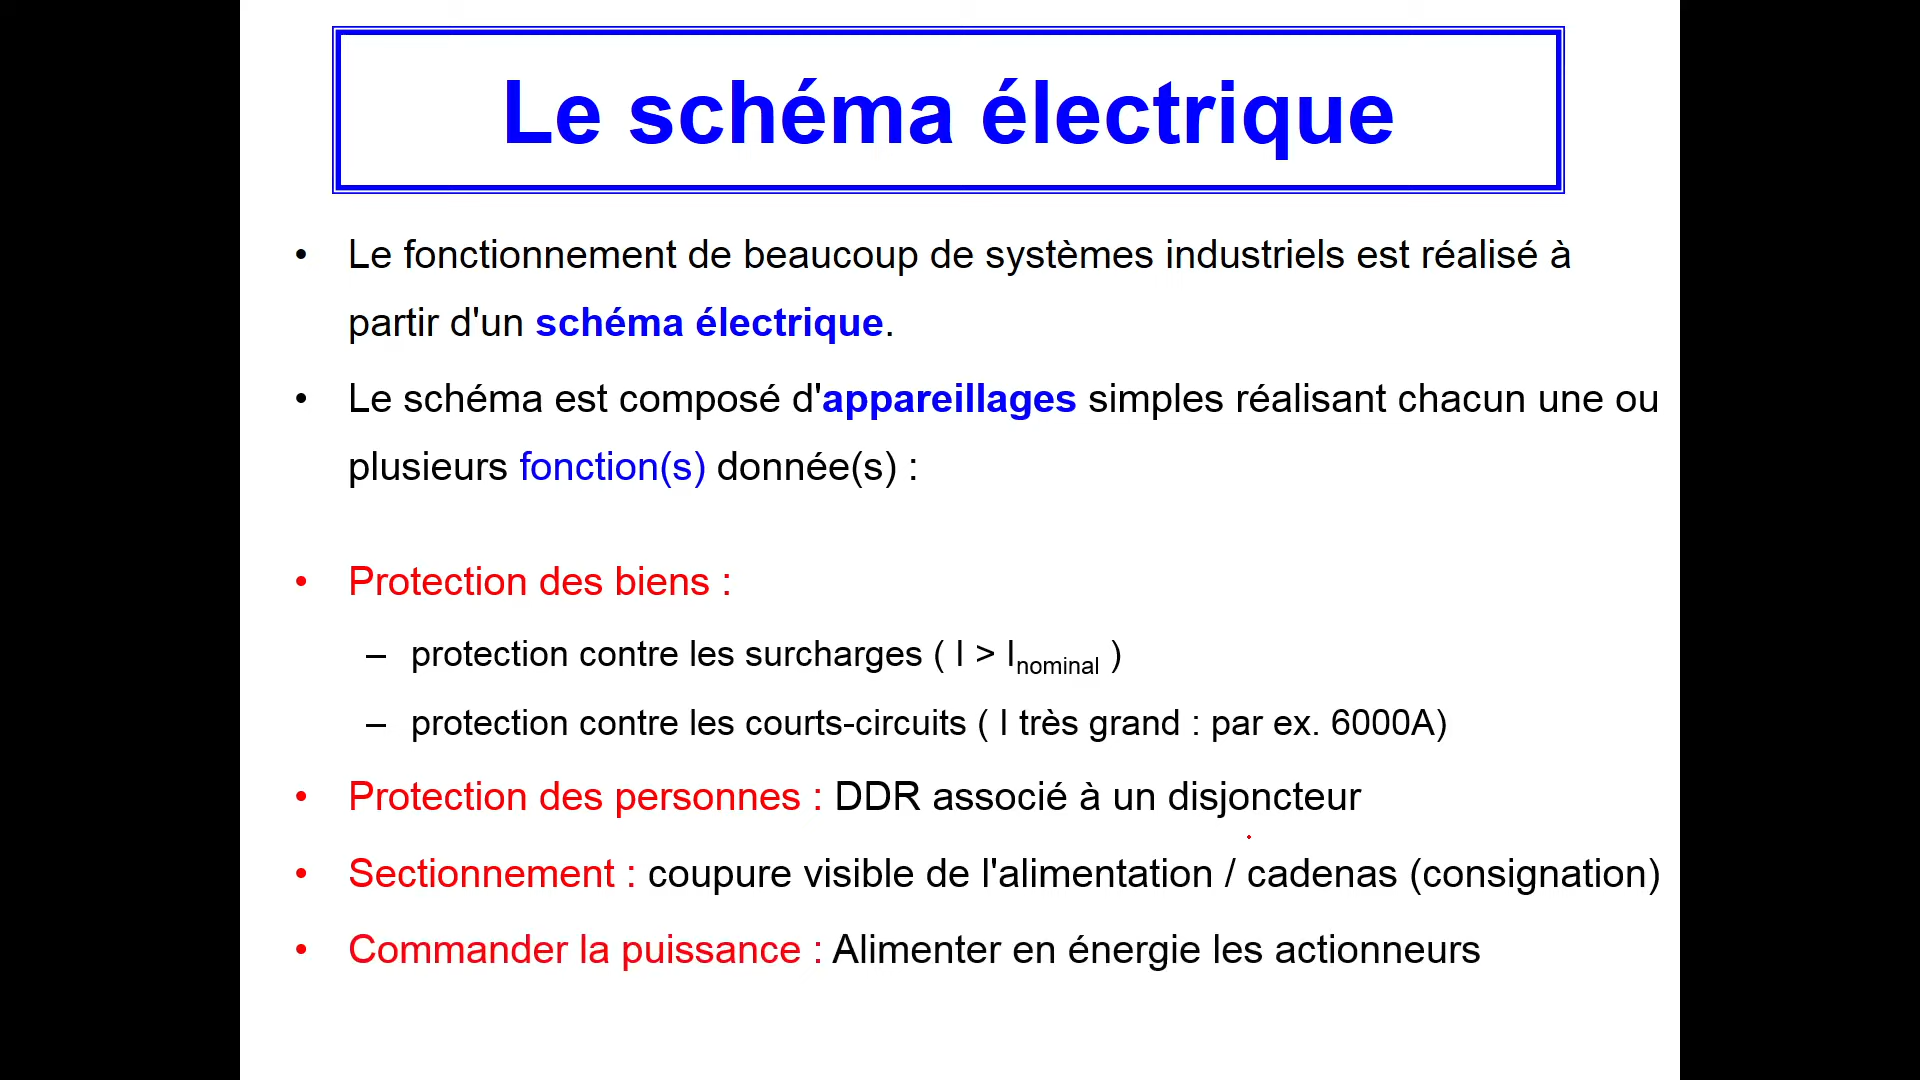 Le schéma électrique
• Le fonctionnement de beaucoup de systèmes industriels est réalisé à
partir d'un schéma électrique.
• Le schéma est composé d'appareillages simples réalisant chacun une ou
plusieurs fonction(s) donnée(s) :
• Protection des biens :
– protection contre les surcharges ( I > Inominal )
– protection contre les courts-circuits ( I très grand : par ex. 6000A)
• Protection des personnes : DDR associé à un disjoncteur
• Sectionnement : coupure visible de l'alimentation / cadenas (consignation)
• Commander la puissance : Alimenter en énergie les actionneurs